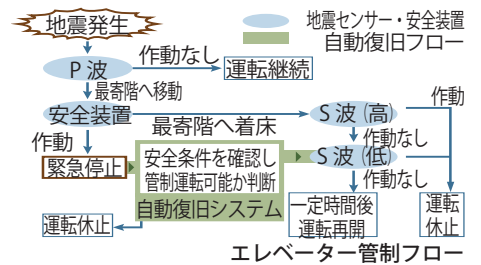 地震発生
地震センサー・安全装置
自動復旧フロー
P波
作動なし
運転継続
最寄階へ移動
安全装置
作動
最寄階へ着床
S波(高)
作動
作動なし
緊急停止
安全条件を確認し
管制運転可能か判断
自動復旧システム
S波(低)
作動なし
運転休止
一定時間後
運転再開
運転
休止
エレベーター管制フロー